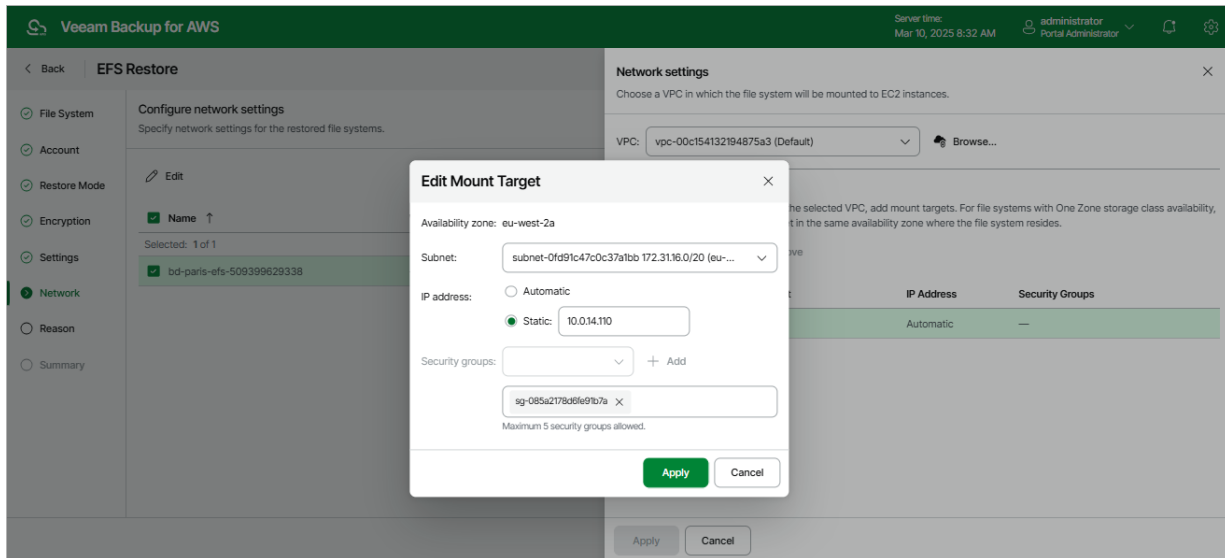 Veeam Backup for AWS
Server time:
Mar 10, 2025 8:32 AM
administrator
Portal Administrator
Back
EFS Restore
File System
Account
Restore Mode
Encryption
Settings
Network
Reason
Summary
Configure network settings
Specify network settings for the restored file systems.
Edit
Name ↑
Selected: 1 of 1
bd-paris-efs-509399629338
Network settings
Choose a VPC in which the file system will be mounted to EC2 instances.
VPC: vpc-00c154132194875a3 (Default) Browse...
he selected VPC, add mount targets. For file systems with One Zone storage class availability,
t in the same availability zone where the file system resides.
IP Address Security Groups
Automatic —
Apply Cancel
Edit Mount Target
Availability zone: eu-west-2a
Subnet: subnet-0fd91c47c0c37a1bb 172.31.16.0/20 (eu-...
IP address: Automatic
Static: 10.0.14.110
Security groups: + Add
sg-085a2178d6fe91b7a
Maximum 5 security groups allowed.
Apply Cancel